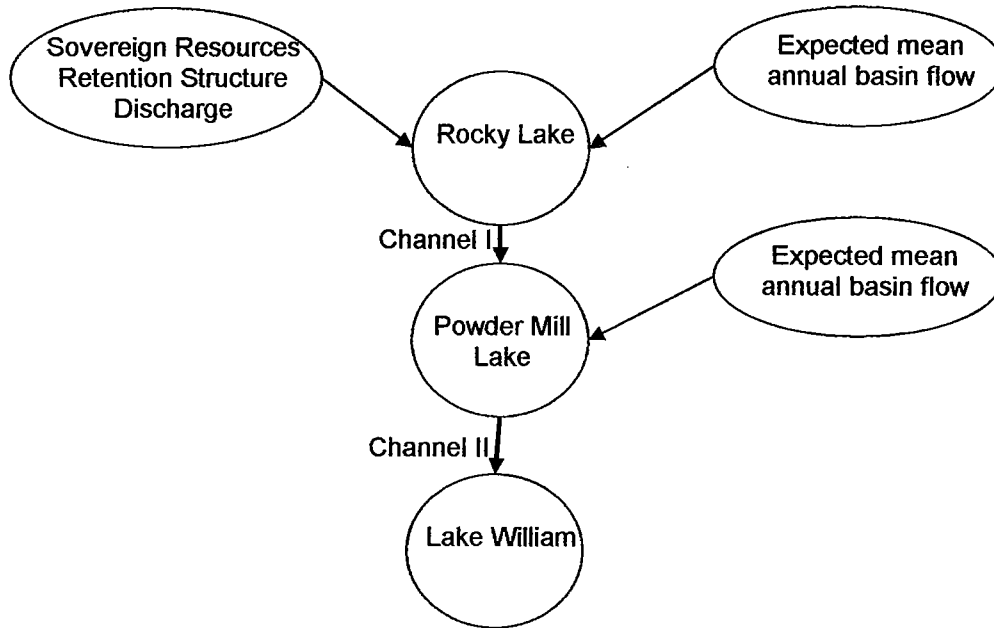 Sovereign Resources
Retention Structure
Discharge
Expected mean
annual basin flow
Rocky Lake
Channel I
Expected mean
annual basin flow
Powder Mill
Lake
Channel II
Lake William